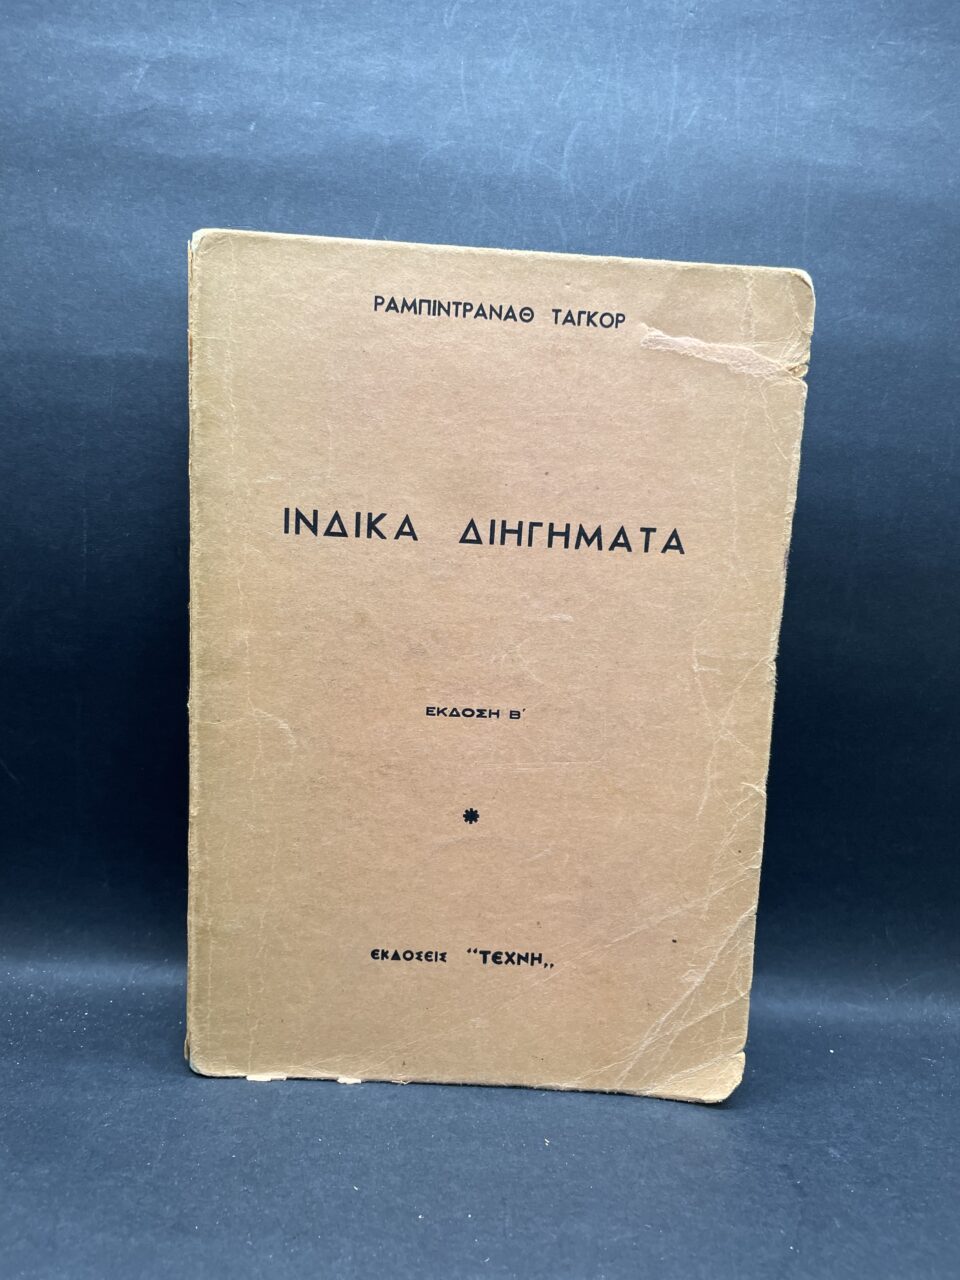 ΡΑΜΠΙΝΤΡΑΝΑΘ ΤΑΓΚΟΡ
ΙΝΔΙΚΑ ΔΙΗΓΗΜΑΤΑ
ΕΚΔΟΣΗ Β΄
*
ΕΚΔΟΣΕΙΣ “ΤΕΧΝΗ„